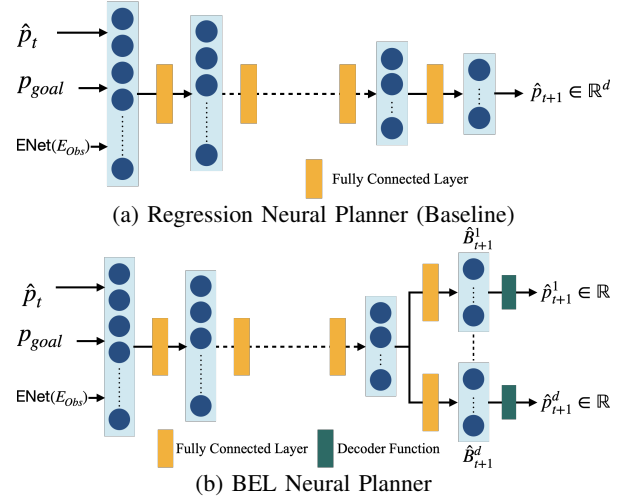 p̂_t
p_goal
ENet(E_Obs)
p̂_{t+1} ∈ ℝ^d
Fully Connected Layer
(a) Regression Neural Planner (Baseline)
B̂^1_{t+1}
p̂_t
p̂^1_{t+1} ∈ ℝ
p_goal
ENet(E_Obs)
p̂^d_{t+1} ∈ ℝ
B̂^d_{t+1}
Fully Connected Layer Decoder Function
(b) BEL Neural Planner